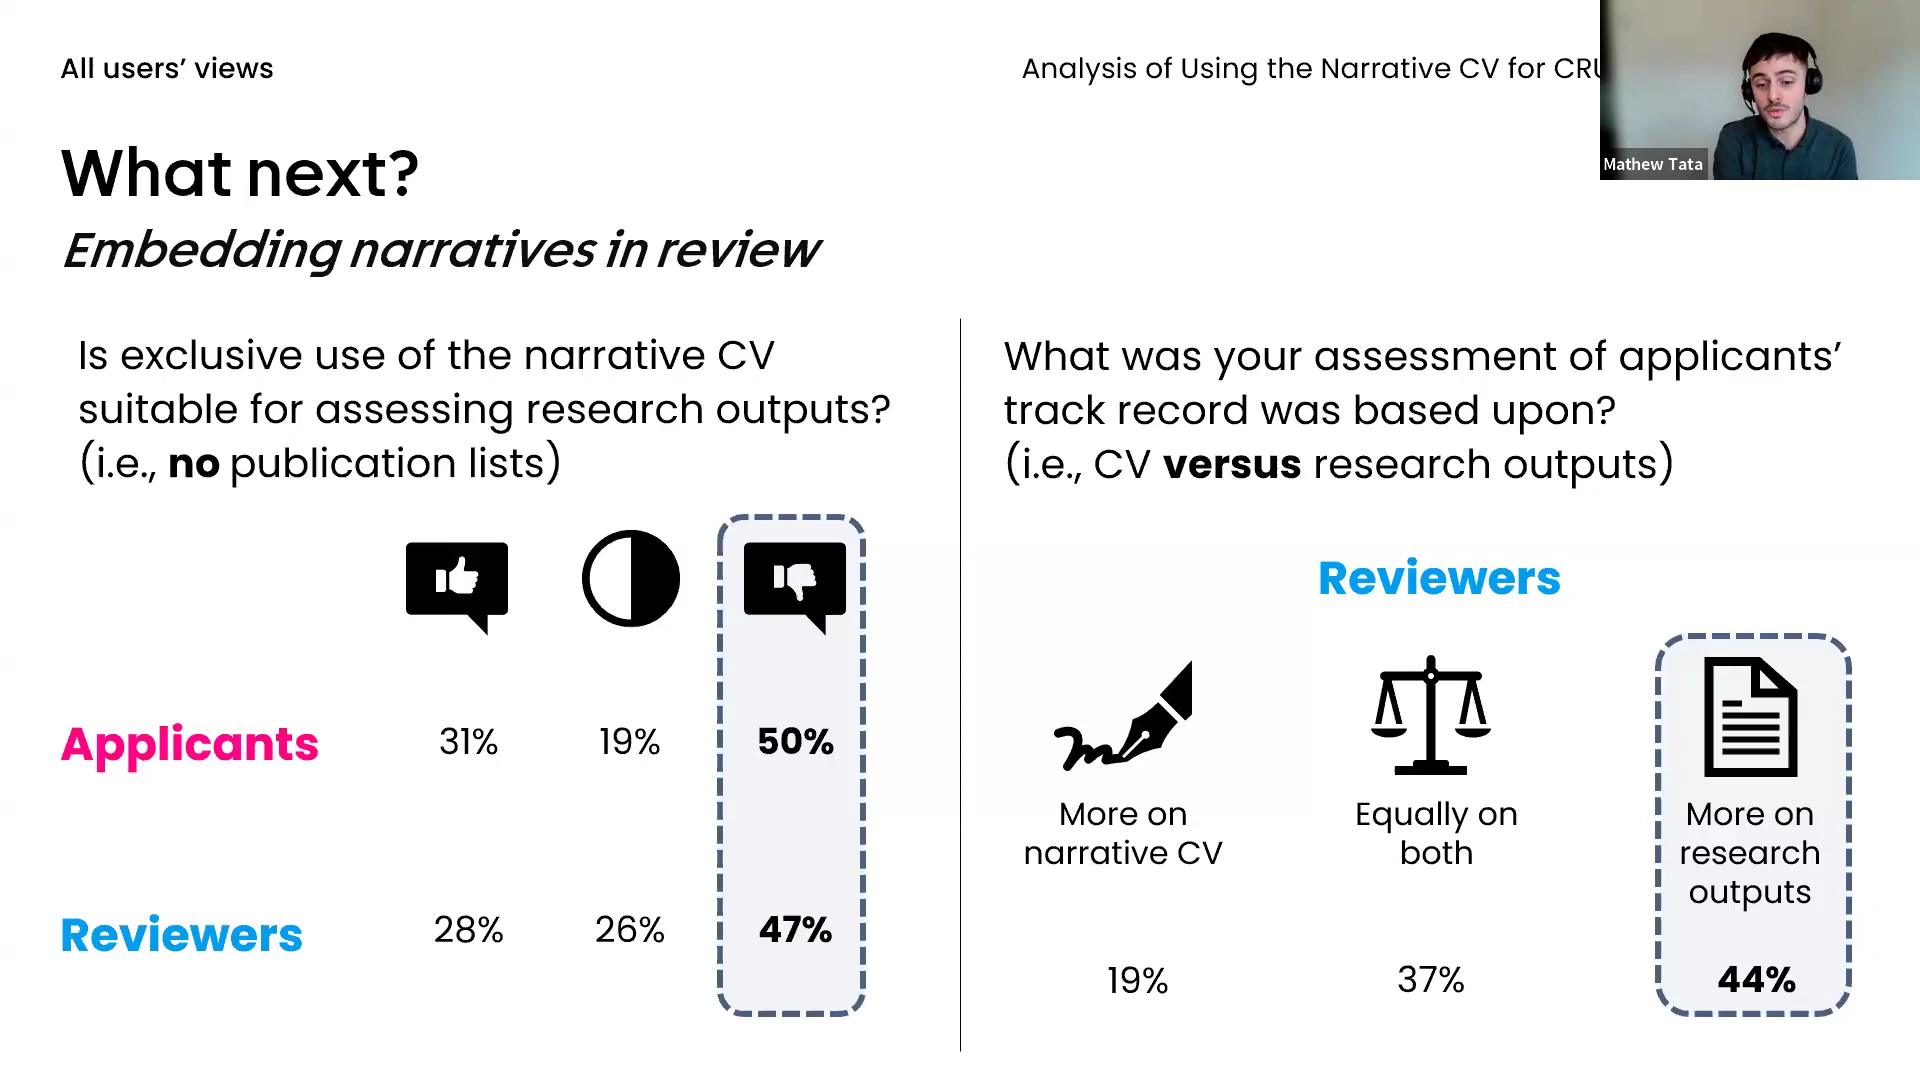 All users’ views
Analysis of Using the Narrative CV for
Mathew Tata
What next?
Embedding narratives in review
Is exclusive use of the narrative CV
suitable for assessing research outputs?
(i.e., no publication lists)
Applicants
31% 19% 50%
Reviewers
28% 26% 47%
What was your assessment of applicants’
track record was based upon?
(i.e., CV versus research outputs)
Reviewers
More on
narrative CV
Equally on
both
More on
research
outputs
19% 37% 44%